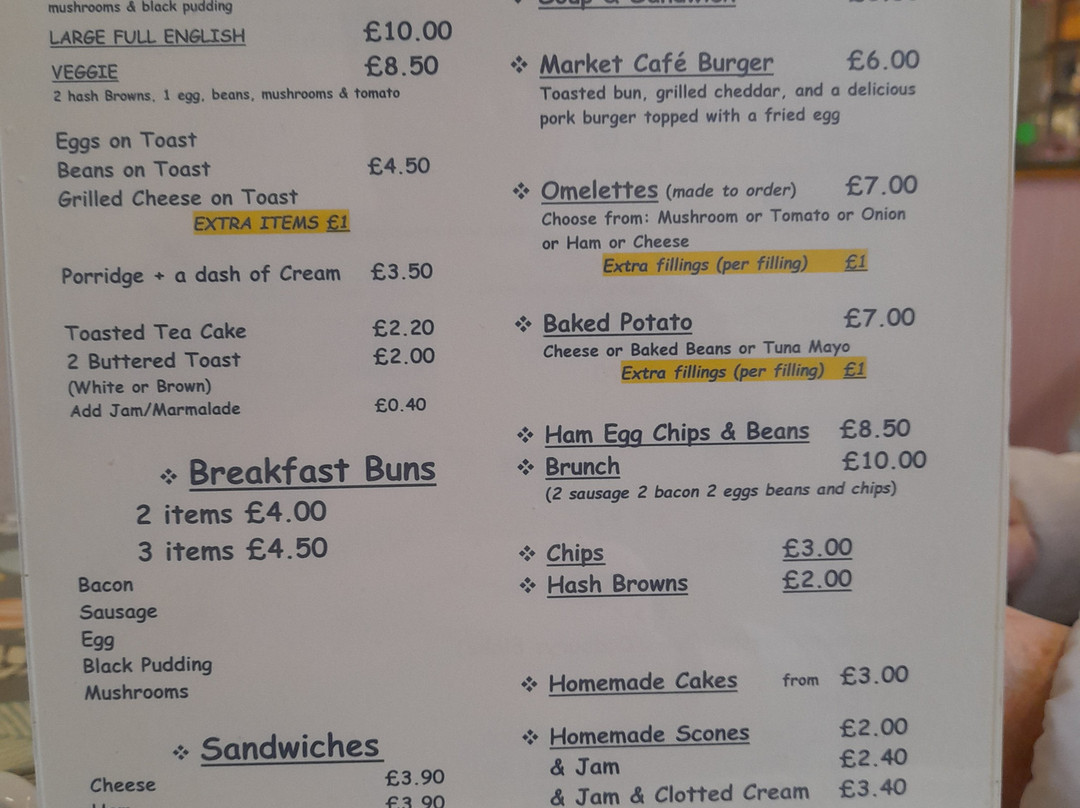 mushrooms & black pudding
LARGE FULL ENGLISH £10.00
VEGGIE £8.50
2 hash Browns, 1 egg, beans, mushrooms & tomato
Eggs on Toast
Beans on Toast £4.50
Grilled Cheese on Toast
EXTRA ITEMS £1
Porridge + a dash of Cream £3.50
Toasted Tea Cake £2.20
2 Buttered Toast £2.00
(White or Brown)
Add Jam/Marmalade £0.40
❖ Breakfast Buns
2 items £4.00
3 items £4.50
Bacon
Sausage
Egg
Black Pudding
Mushrooms
❖ Sandwiches
Cheese £3.90
£3.90
Soup & Sandwich
❖ Market Café Burger £6.00
Toasted bun, grilled cheddar, and a delicious
pork burger topped with a fried egg
❖ Omelettes (made to order) £7.00
Choose from: Mushroom or Tomato or Onion
or Ham or Cheese
Extra fillings (per filling) £1
❖ Baked Potato £7.00
Cheese or Baked Beans or Tuna Mayo
Extra fillings (per filling) £1
❖ Ham Egg Chips & Beans £8.50
❖ Brunch £10.00
(2 sausage 2 bacon 2 eggs beans and chips)
❖ Chips £3.00
❖ Hash Browns £2.00
❖ Homemade Cakes from £3.00
❖ Homemade Scones £2.00
& Jam £2.40
& Jam & Clotted Cream £3.40